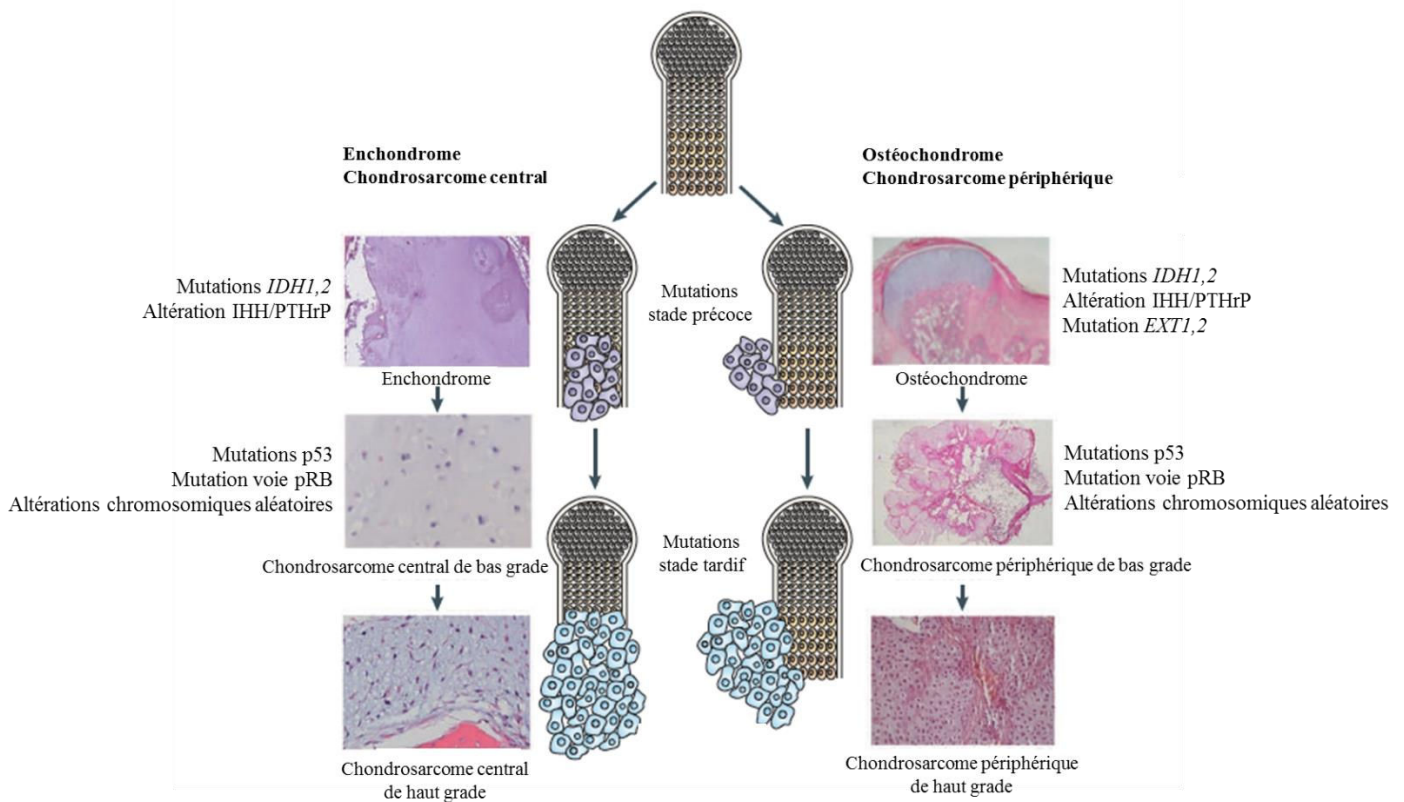 Enchondrome
Chondrosarcome central
Ostéochondrome
Chondrosarcome périphérique
Mutations IDH1,2
Altération IHH/PTHrP
Enchondrome
Mutations
stade précoce
Mutations IDH1,2
Altération IHH/PTHrP
Mutation EXT1,2
Ostéochondrome
Mutations p53
Mutation voie pRB
Altérations chromosomiques aléatoires
Chondrosarcome central de bas grade
Mutations
stade tardif
Mutations p53
Mutation voie pRB
Altérations chromosomiques aléatoires
Chondrosarcome périphérique de bas grade
Chondrosarcome central
de haut grade
Chondrosarcome périphérique
de haut grade